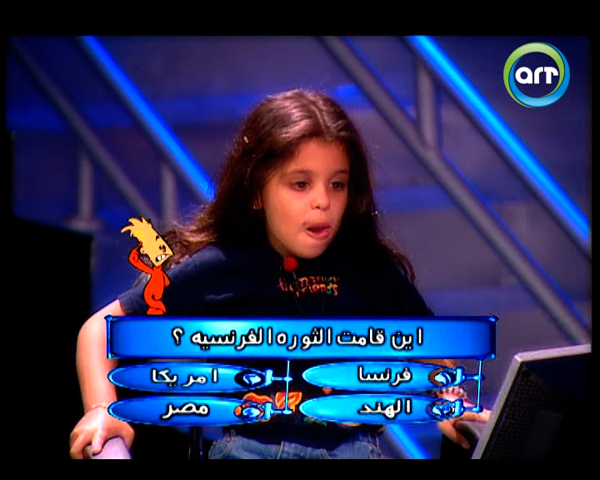 art
اين قامت الثوره الفرنسيه ؟
فرنسا امريكا
الهند مصر